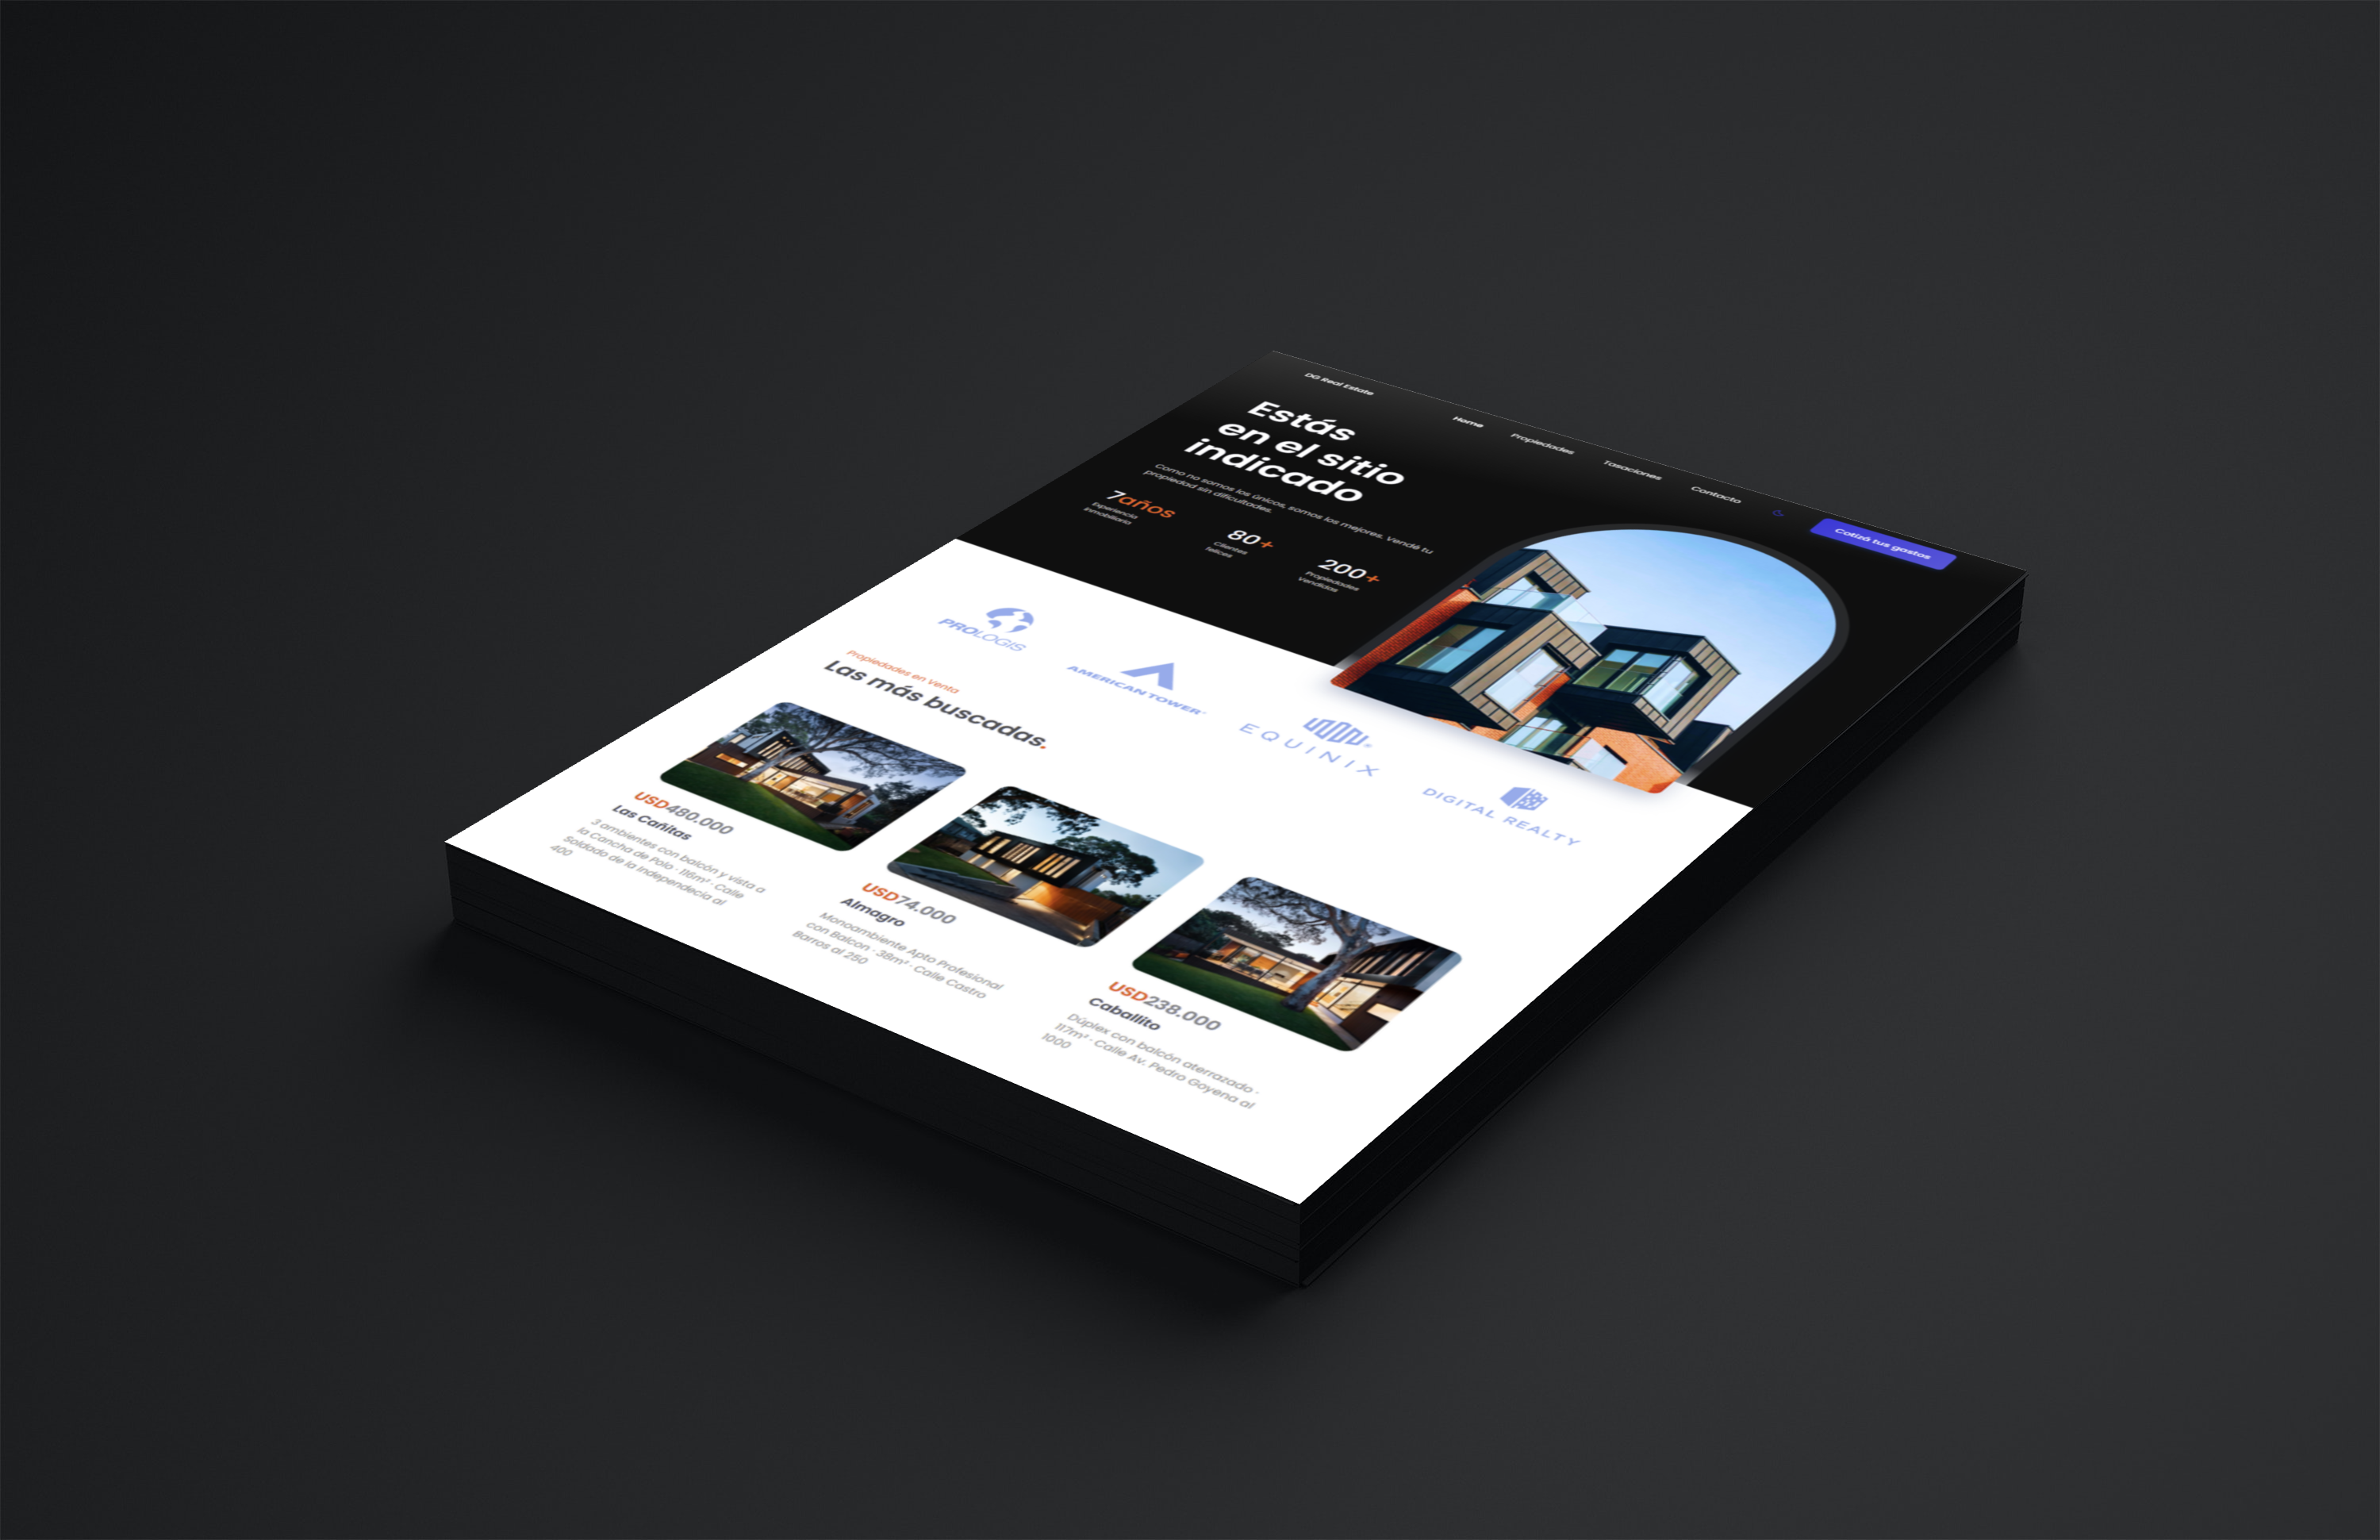 DG Real Estate
Home
Propiedades
Tasaciones
Contacto
Cotizá tus gastos
Estás
en el sitio
indicado
Como no somos los únicos, somos los mejores. Vendé tu
propiedad sin dificultades.
7años
Experiencia
Inmobiliaria
80+
Clientes
felices
200+
Propiedades
Vendidas
PROLOGIS
AMERICAN TOWER
EQUINIX
DIGITAL REALTY
Propiedades en Venta
Las más buscadas.
USD480.000
Las Cañitas
3 ambientes con balcón y vista a
la Cancha de Polo · 116m² · Calle
Soldado de la Independecia al
400
USD74.000
Almagro
Monoambiente Apto Profesional
con Balcon · 38m² · Calle Castro
Barros al 250
USD238.000
Caballito
Dúplex con balcón aterrazado ·
117m² · Calle Av. Pedro Goyena al
1000